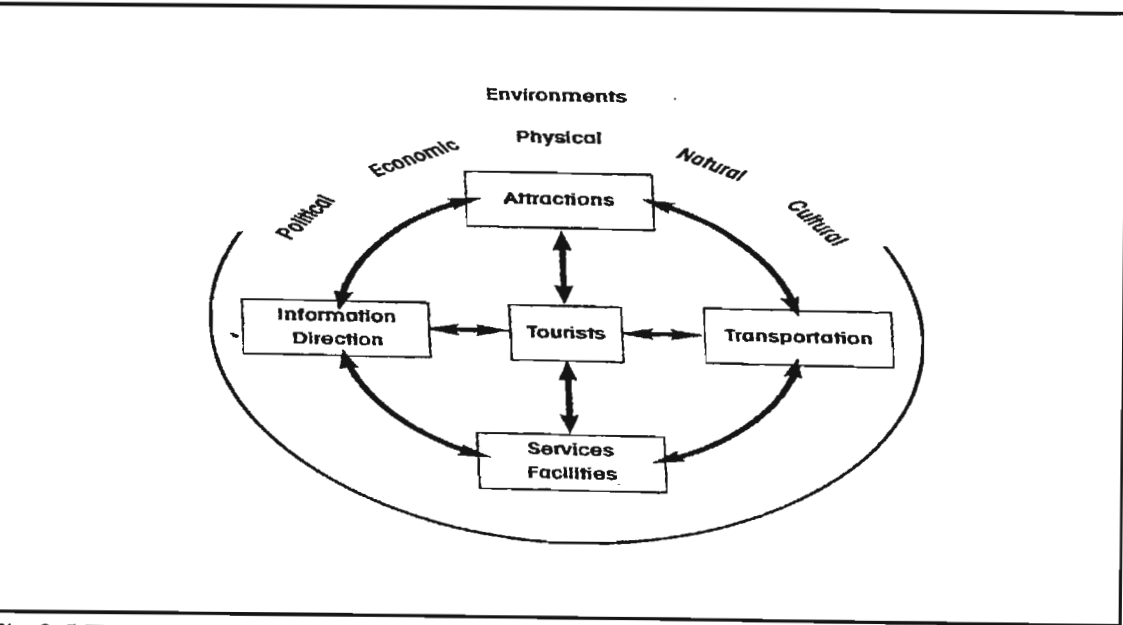 Environments
Physical
Economic
Natural
Political
Cultural
Attractions
Information
Direction
Tourists
Transportation
Services
Facilities